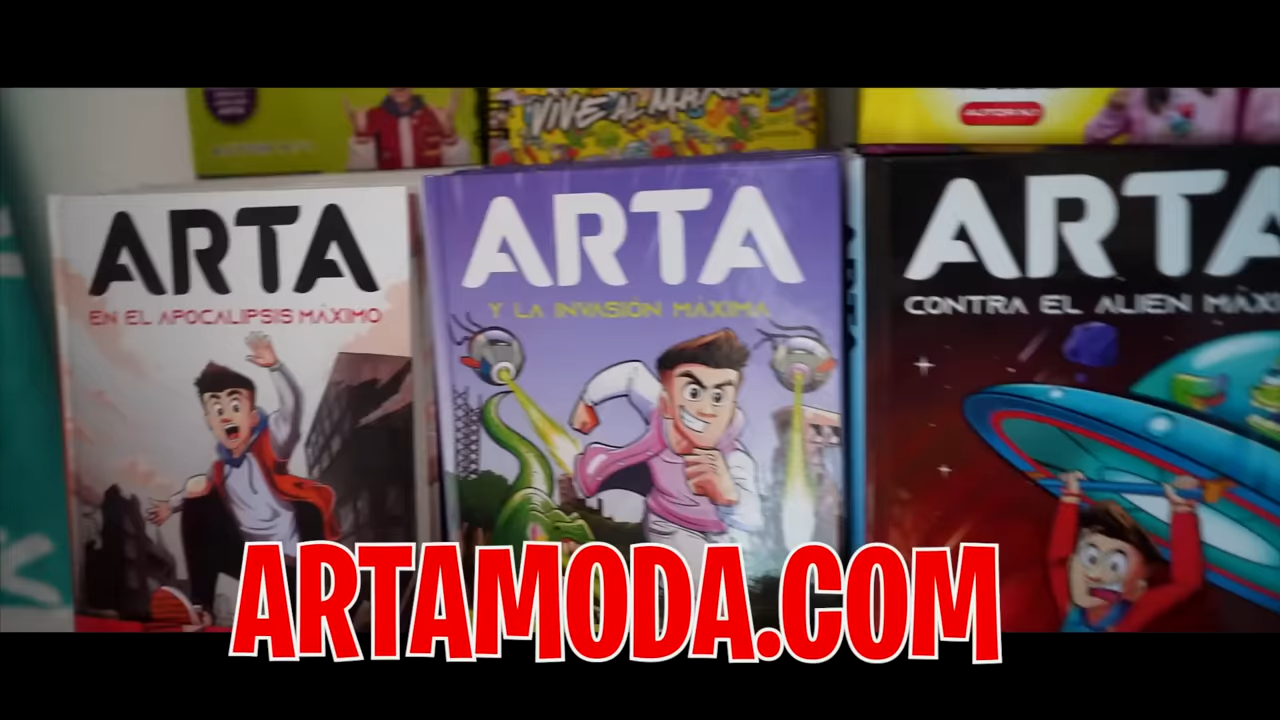 VIVE AL MÁXIMO
ARTA
EN EL APOCALIPSIS MÁXIMO
ARTA
Y LA INVASIÓN MÁXIMA
ARTA
CONTRA EL ALIEN MÁXI
ARTAMODA.COM